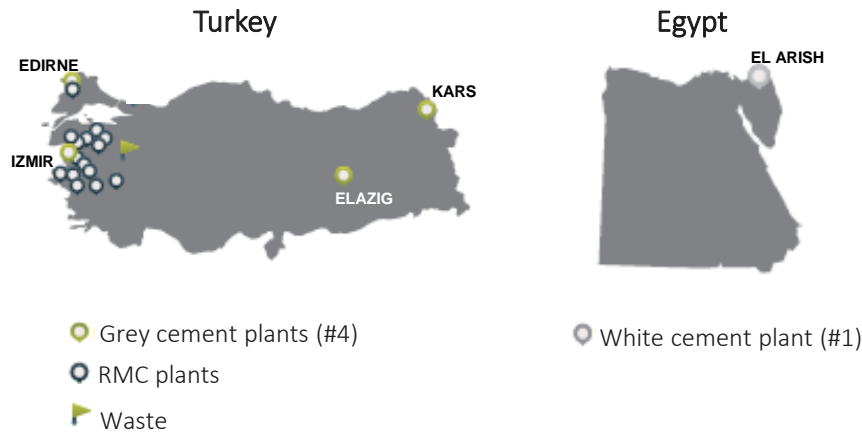 Turkey
Egypt
EDIRNE
EL ARISH
KARS
IZMIR
ELAZIG
Grey cement plants (#4)
White cement plant (#1)
RMC plants
Waste